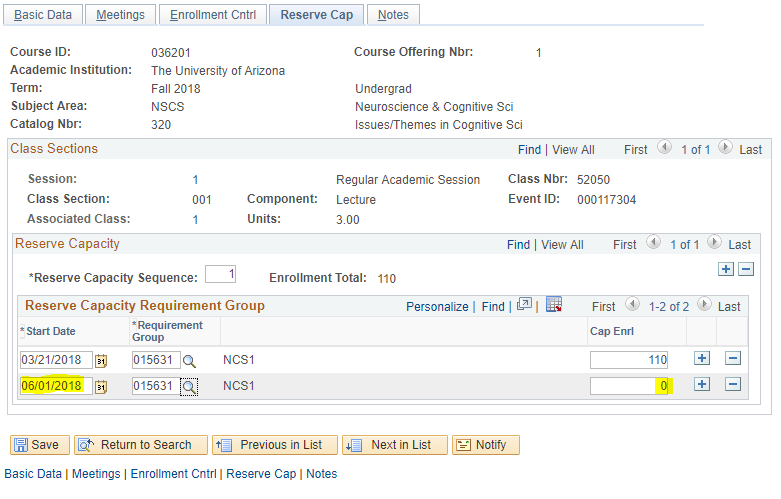 Basic Data Meetings Enrollment Cntrl Reserve Cap Notes
Course ID: 036201 Course Offering Nbr: 1
Academic Institution: The University of Arizona
Term: Fall 2018 Undergrad
Subject Area: NSCS Neuroscience & Cognitive Sci
Catalog Nbr: 320 Issues/Themes in Cognitive Sci
Class Sections Find | View All First 1 of 1 Last
Session: 1 Regular Academic Session Class Nbr: 52050
Class Section: 001 Component: Lecture Event ID: 000117304
Associated Class: 1 Units: 3.00
Reserve Capacity Find | View All First 1 of 1 Last
*Reserve Capacity Sequence: 1 Enrollment Total: 110
Reserve Capacity Requirement Group Personalize | Find | | First 1-2 of 2 Last
*Start Date *Requirement Group Cap Enrl
03/21/2018 31 015631 NCS1 110
06/01/2018 31 015631 NCS1 0
Save Return to Search Previous in List Next in List Notify
Basic Data | Meetings | Enrollment Cntrl | Reserve Cap | Notes